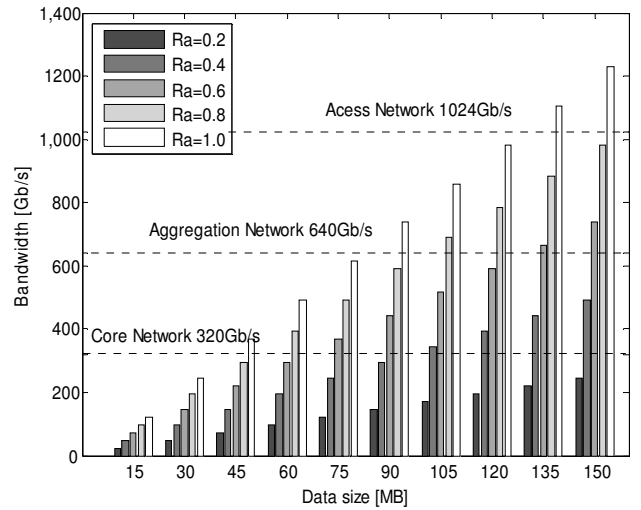 1,400
1200
1,000
800
600
400
200
0
Bandwidth [Gb/s]
Ra=0.2
Ra=0.4
Ra=0.6
Ra=0.8
Ra=1.0
Acess Network 1024Gb/s
Aggregation Network 640Gb/s
Core Network 320Gb/s
15 30 45 60 75 90 105 120 135 150
Data size [MB]